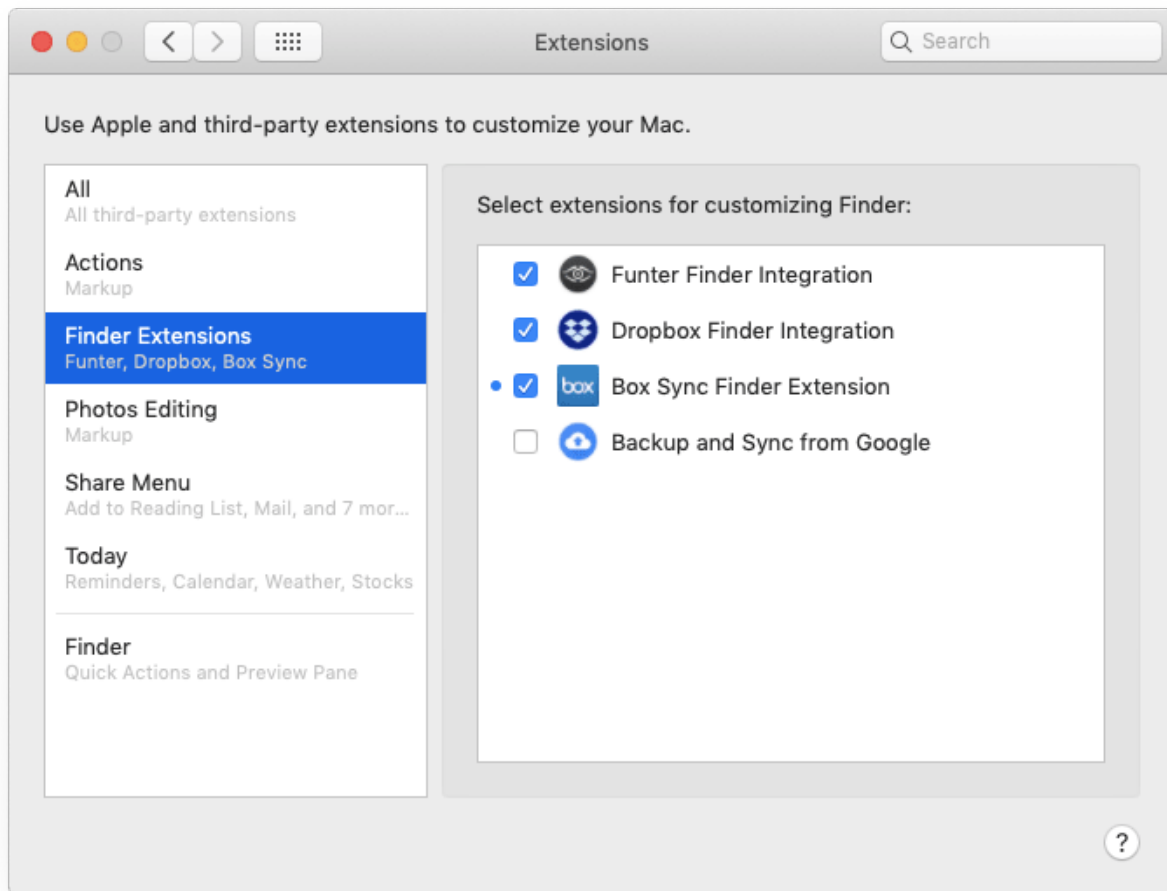 Extensions
Search
Use Apple and third-party extensions to customize your Mac.
All
All third-party extensions
Actions
Markup
Finder Extensions
Funter, Dropbox, Box Sync
Photos Editing
Markup
Share Menu
Add to Reading List, Mail, and 7 mor...
Today
Reminders, Calendar, Weather, Stocks
Finder
Quick Actions and Preview Pane
Select extensions for customizing Finder:
Funter Finder Integration
Dropbox Finder Integration
box Box Sync Finder Extension
Backup and Sync from Google
?